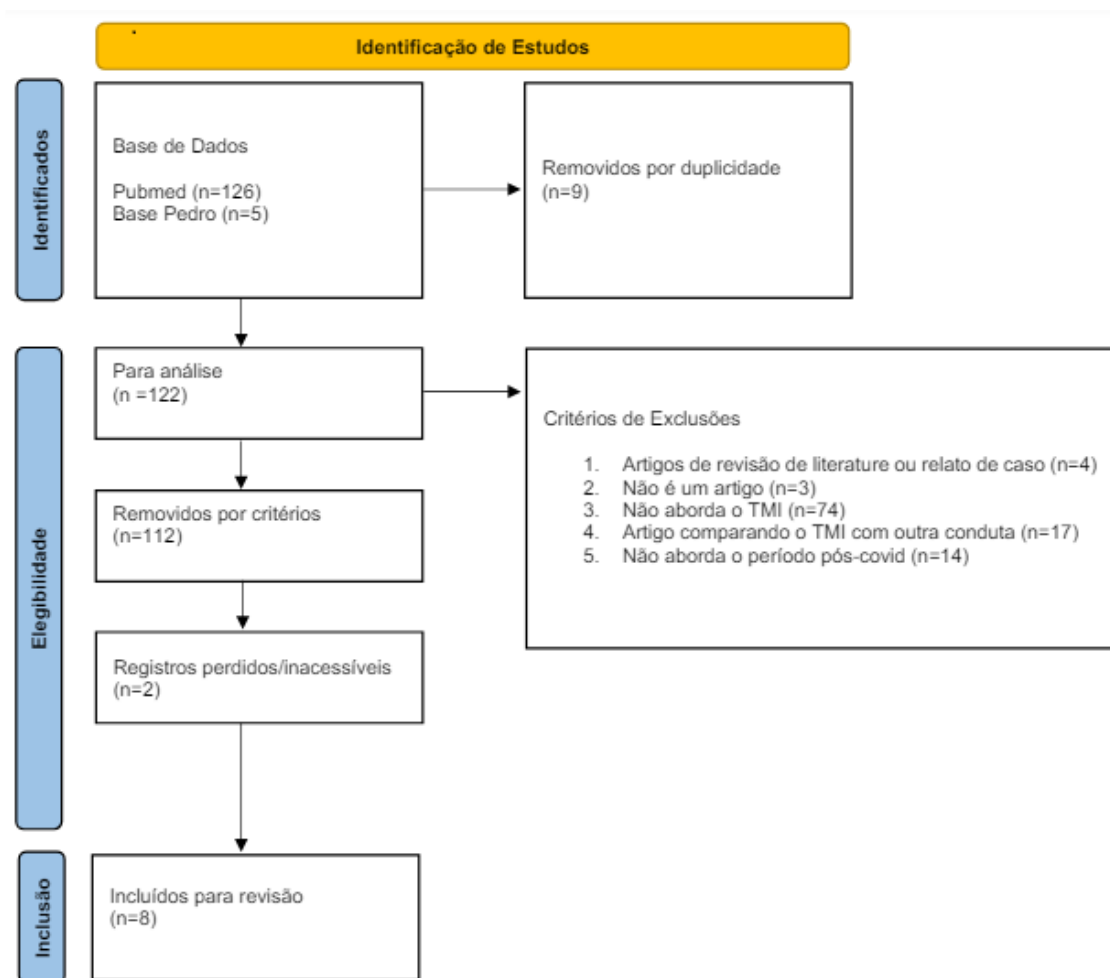 Identificação de Estudos
Identificados
Base de Dados
Pubmed (n=126)
Base Pedro (n=5)
Removidos por duplicidade
(n=9)
Elegibilidade
Para análise
(n =122)
Critérios de Exclusões
1. Artigos de revisão de literature ou relato de caso (n=4)
2. Não é um artigo (n=3)
3. Não aborda o TMI (n=74)
4. Artigo comparando o TMI com outra conduta (n=17)
5. Não aborda o período pós-covid (n=14)
Removidos por critérios
(n=112)
Registros perdidos/inacessíveis
(n=2)
Inclusão
Incluídos para revisão
(n=8)